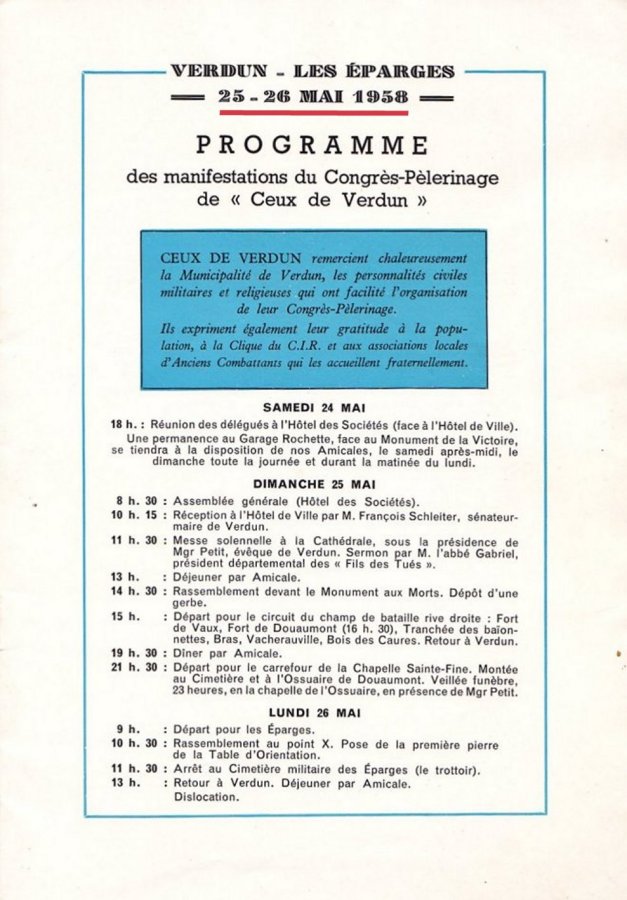 VERDUN - LES ÉPARGES
25 - 26 MAI 1958
PROGRAMME
des manifestations du Congrès-Pèlerinage
de « Ceux de Verdun »
CEUX DE VERDUN remercient chaleureusement
la Municipalité de Verdun, les personnalités civiles
militaires et religieuses qui ont facilité l'organisation
de leur Congrès-Pèlerinage.
Ils expriment également leur gratitude à la popu-
lation, à la Clique du C.I.R. et aux associations locales
d'Anciens Combattants qui les accueillent fraternellement.
SAMEDI 24 MAI
18 h. : Réunion des délégués à l'Hôtel des Sociétés (face à l'Hôtel de Ville).
Une permanence au Garage Rochette, face au Monument de la Victoire,
se tiendra à la disposition de nos Amicales, le samedi après-midi, le
dimanche toute la journée et durant la matinée du lundi.
DIMANCHE 25 MAI
8 h. 30 : Assemblée générale (Hôtel des Sociétés).
10 h. 15 : Réception à l'Hôtel de Ville par M. François Schleiter, sénateur-
maire de Verdun.
11 h. 30 : Messe solennelle à la Cathédrale, sous la présidence de
Mgr Petit, évêque de Verdun. Sermon par M. l'abbé Gabriel,
président départemental des « Fils des Tués ».
13 h. : Déjeuner par Amicale.
14 h. 30 : Rassemblement devant le Monument aux Morts. Dépôt d'une
gerbe.
15 h. : Départ pour le circuit du champ de bataille rive droite : Fort
de Vaux, Fort de Douaumont (16 h. 30), Tranchée des baïon-
nettes, Bras, Vacherauville, Bois des Caures. Retour à Verdun.
19 h. 30 : Dîner par Amicale.
21 h. 30 : Départ pour le carrefour de la Chapelle Sainte-Fine. Montée
au Cimetière et à l'Ossuaire de Douaumont. Veillée funèbre,
23 heures, en la chapelle de l'Ossuaire, en présence de Mgr Petit.
LUNDI 26 MAI
9 h. : Départ pour les Éparges.
10 h. 30 : Rassemblement au point X. Pose de la première pierre
de la Table d'Orientation.
11 h. 30 : Arrêt au Cimetière militaire des Éparges (le trottoir).
13 h. : Retour à Verdun. Déjeuner par Amicale.
Dislocation.